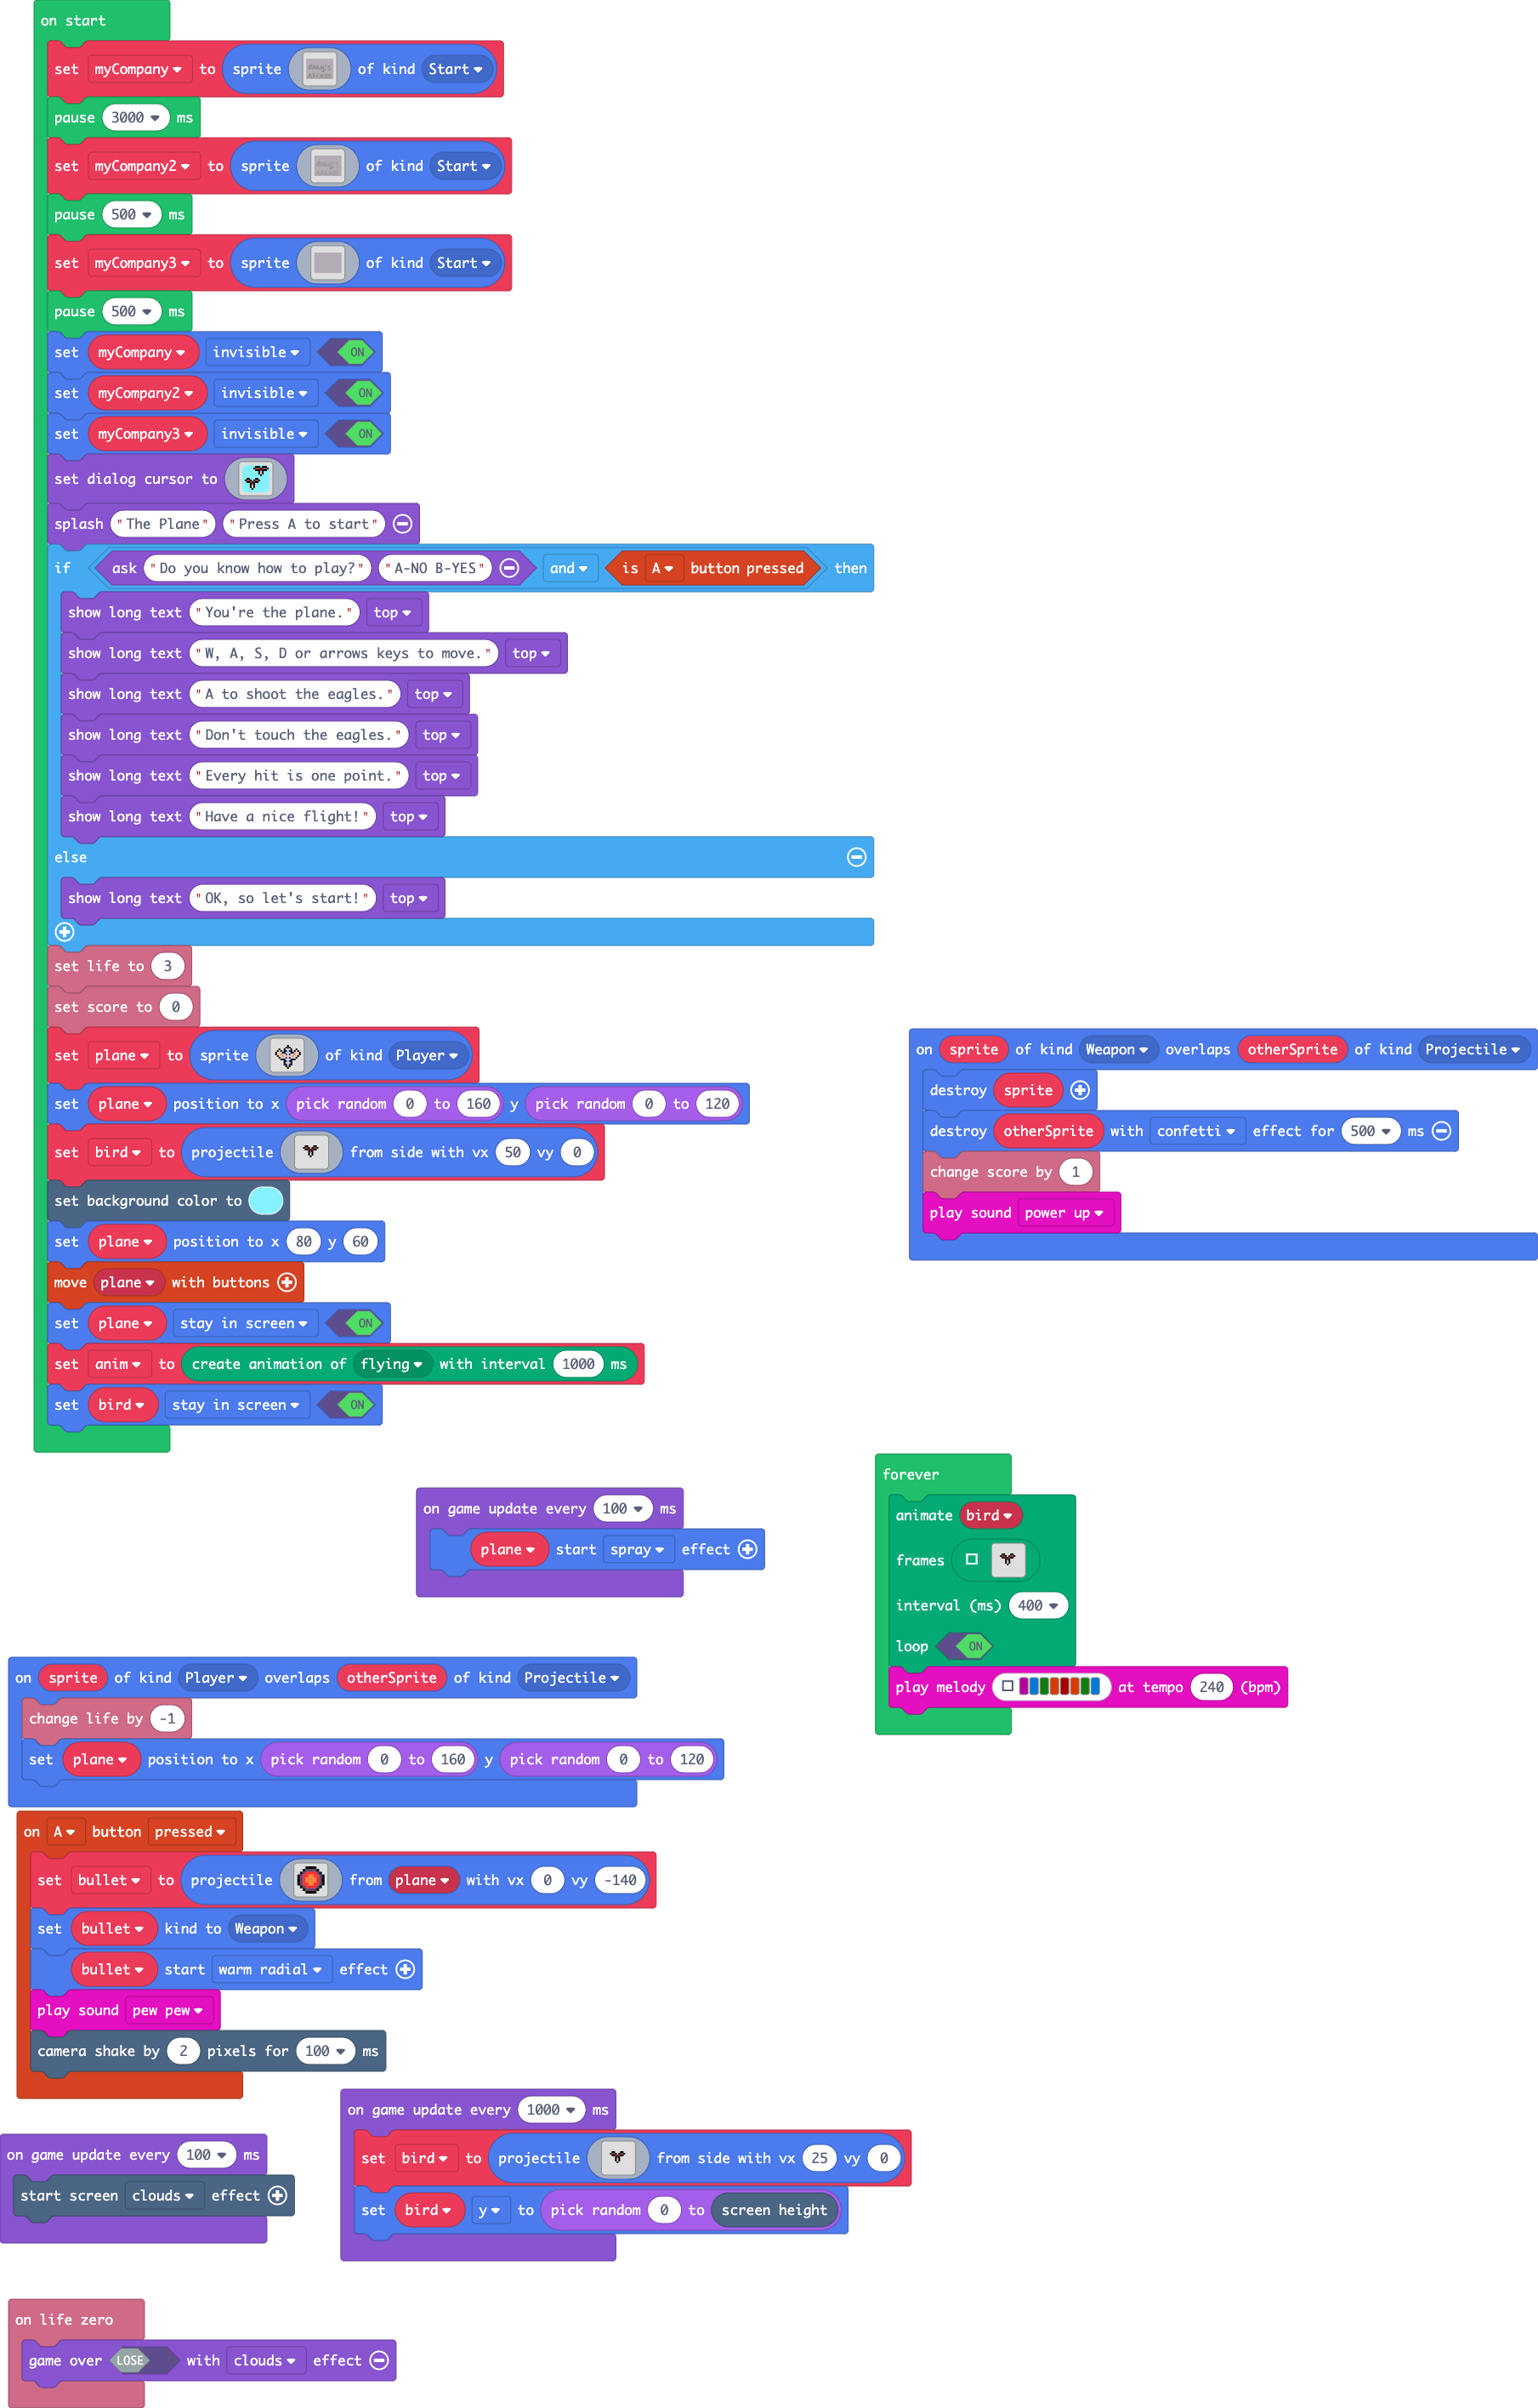 on start
set myCompany to sprite of kind Start
pause 3000 ms
set myCompany2 to sprite of kind Start
pause 500 ms
set myCompany3 to sprite of kind Start
pause 500 ms
set myCompany invisible ON
set myCompany2 invisible ON
set myCompany3 invisible ON
set dialog cursor to
splash "The Plane" "Press A to start"
if ask "Do you know how to play?" "A-NO B-YES" and is A button pressed then
show long text "You're the plane." top
show long text "W, A, S, D or arrows keys to move." top
show long text "A to shoot the eagles." top
show long text "Don't touch the eagles." top
show long text "Every hit is one point." top
show long text "Have a nice flight!" top
else
show long text "OK, so let's start!" top
set life to 3
set score to 0
set plane to sprite of kind Player
set plane position to x pick random 0 to 160 y pick random 0 to 120
set bird to projectile from side with vx 50 vy 0
set background color to
set plane position to x 80 y 60
move plane with buttons
set plane stay in screen ON
set anim to create animation of flying with interval 1000 ms
set bird stay in screen ON
on sprite of kind Weapon overlaps otherSprite of kind Projectile
destroy sprite
destroy otherSprite with confetti effect for 500 ms
change score by 1
play sound power up
on game update every 100 ms
plane start spray effect
forever
animate bird
frames
interval (ms) 400
loop ON
play melody at tempo 240 (bpm)
on sprite of kind Player overlaps otherSprite of kind Projectile
change life by -1
set plane position to x pick random 0 to 160 y pick random 0 to 120
on A button pressed
set bullet to projectile from plane with vx 0 vy -140
set bullet kind to Weapon
bullet start warm radial effect
play sound pew pew
camera shake by 2 pixels for 100 ms
on game update every 1000 ms
set bird to projectile from side with vx 25 vy 0
set bird y to pick random 0 to screen height
on game update every 100 ms
start screen clouds effect
on life zero
game over LOSE with clouds effect